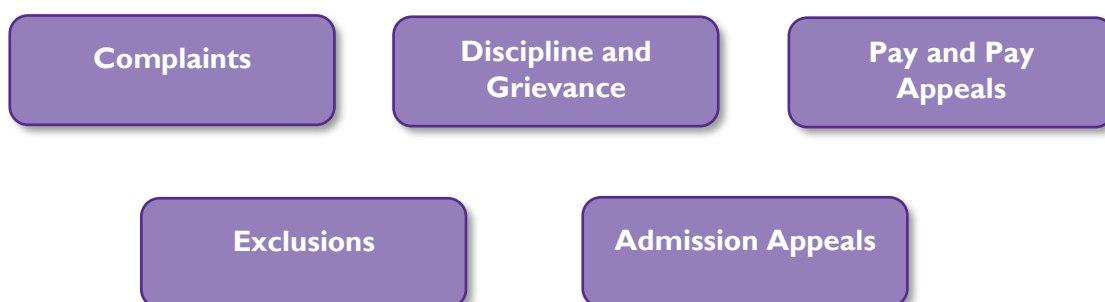 Complaints
Discipline and
Grievance
Pay and Pay
Appeals
Exclusions
Admission Appeals